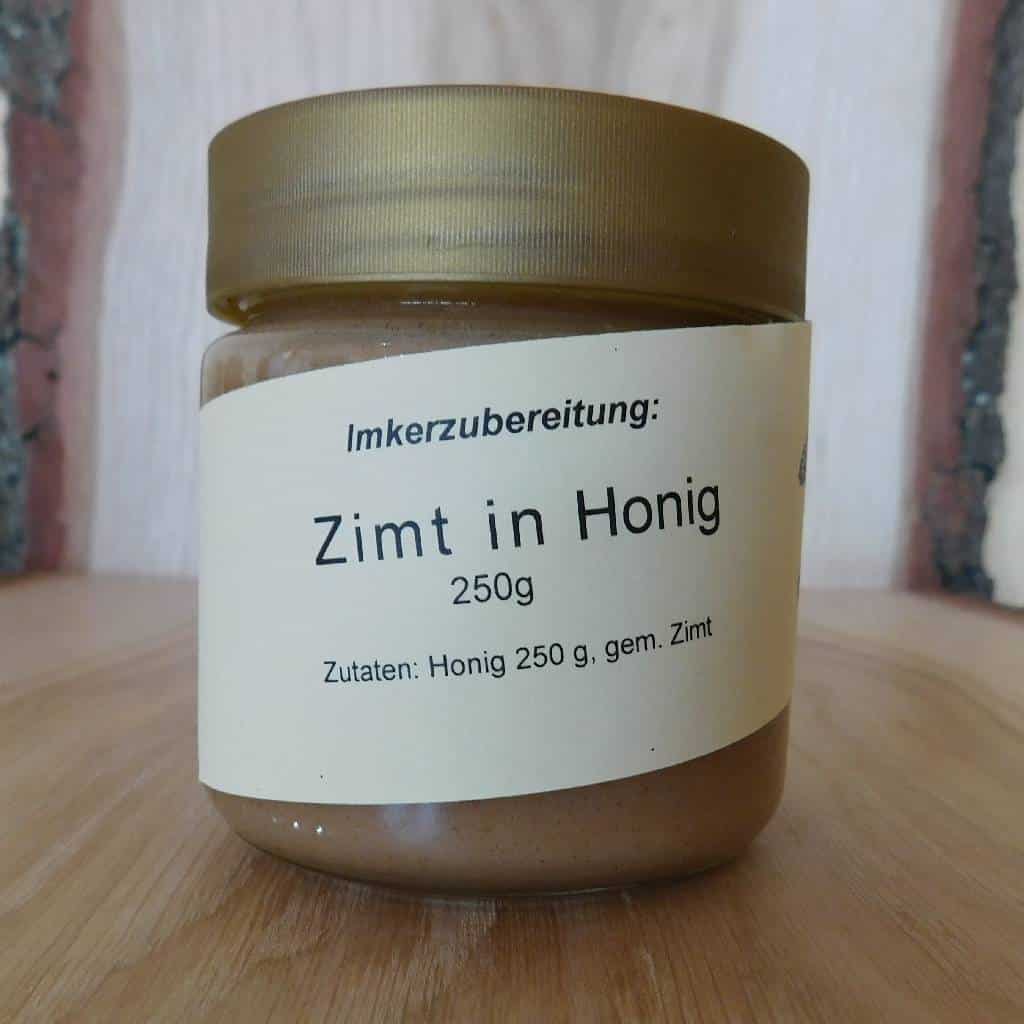 Imkerzubereitung:
Zimt in Honig
250g
Zutaten: Honig 250 g, gem. Zimt